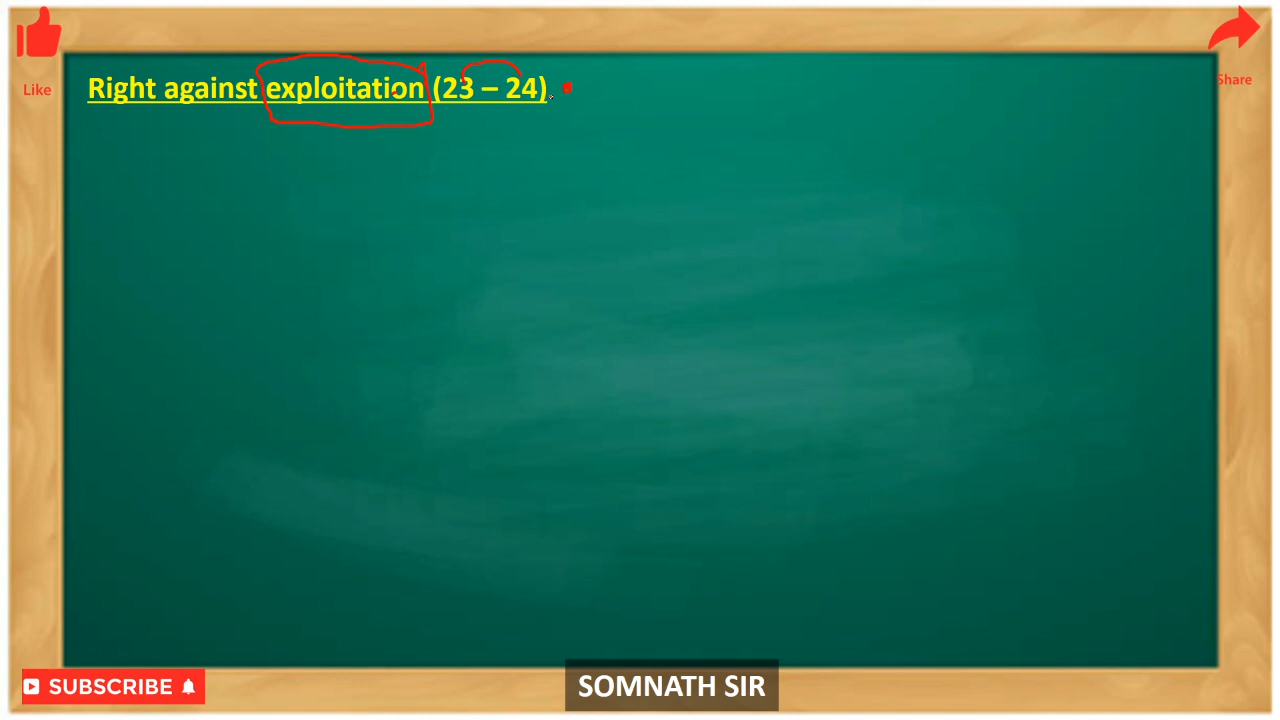 Right against exploitation (23 – 24).
Like
Share
SUBSCRIBE
SOMNATH SIR